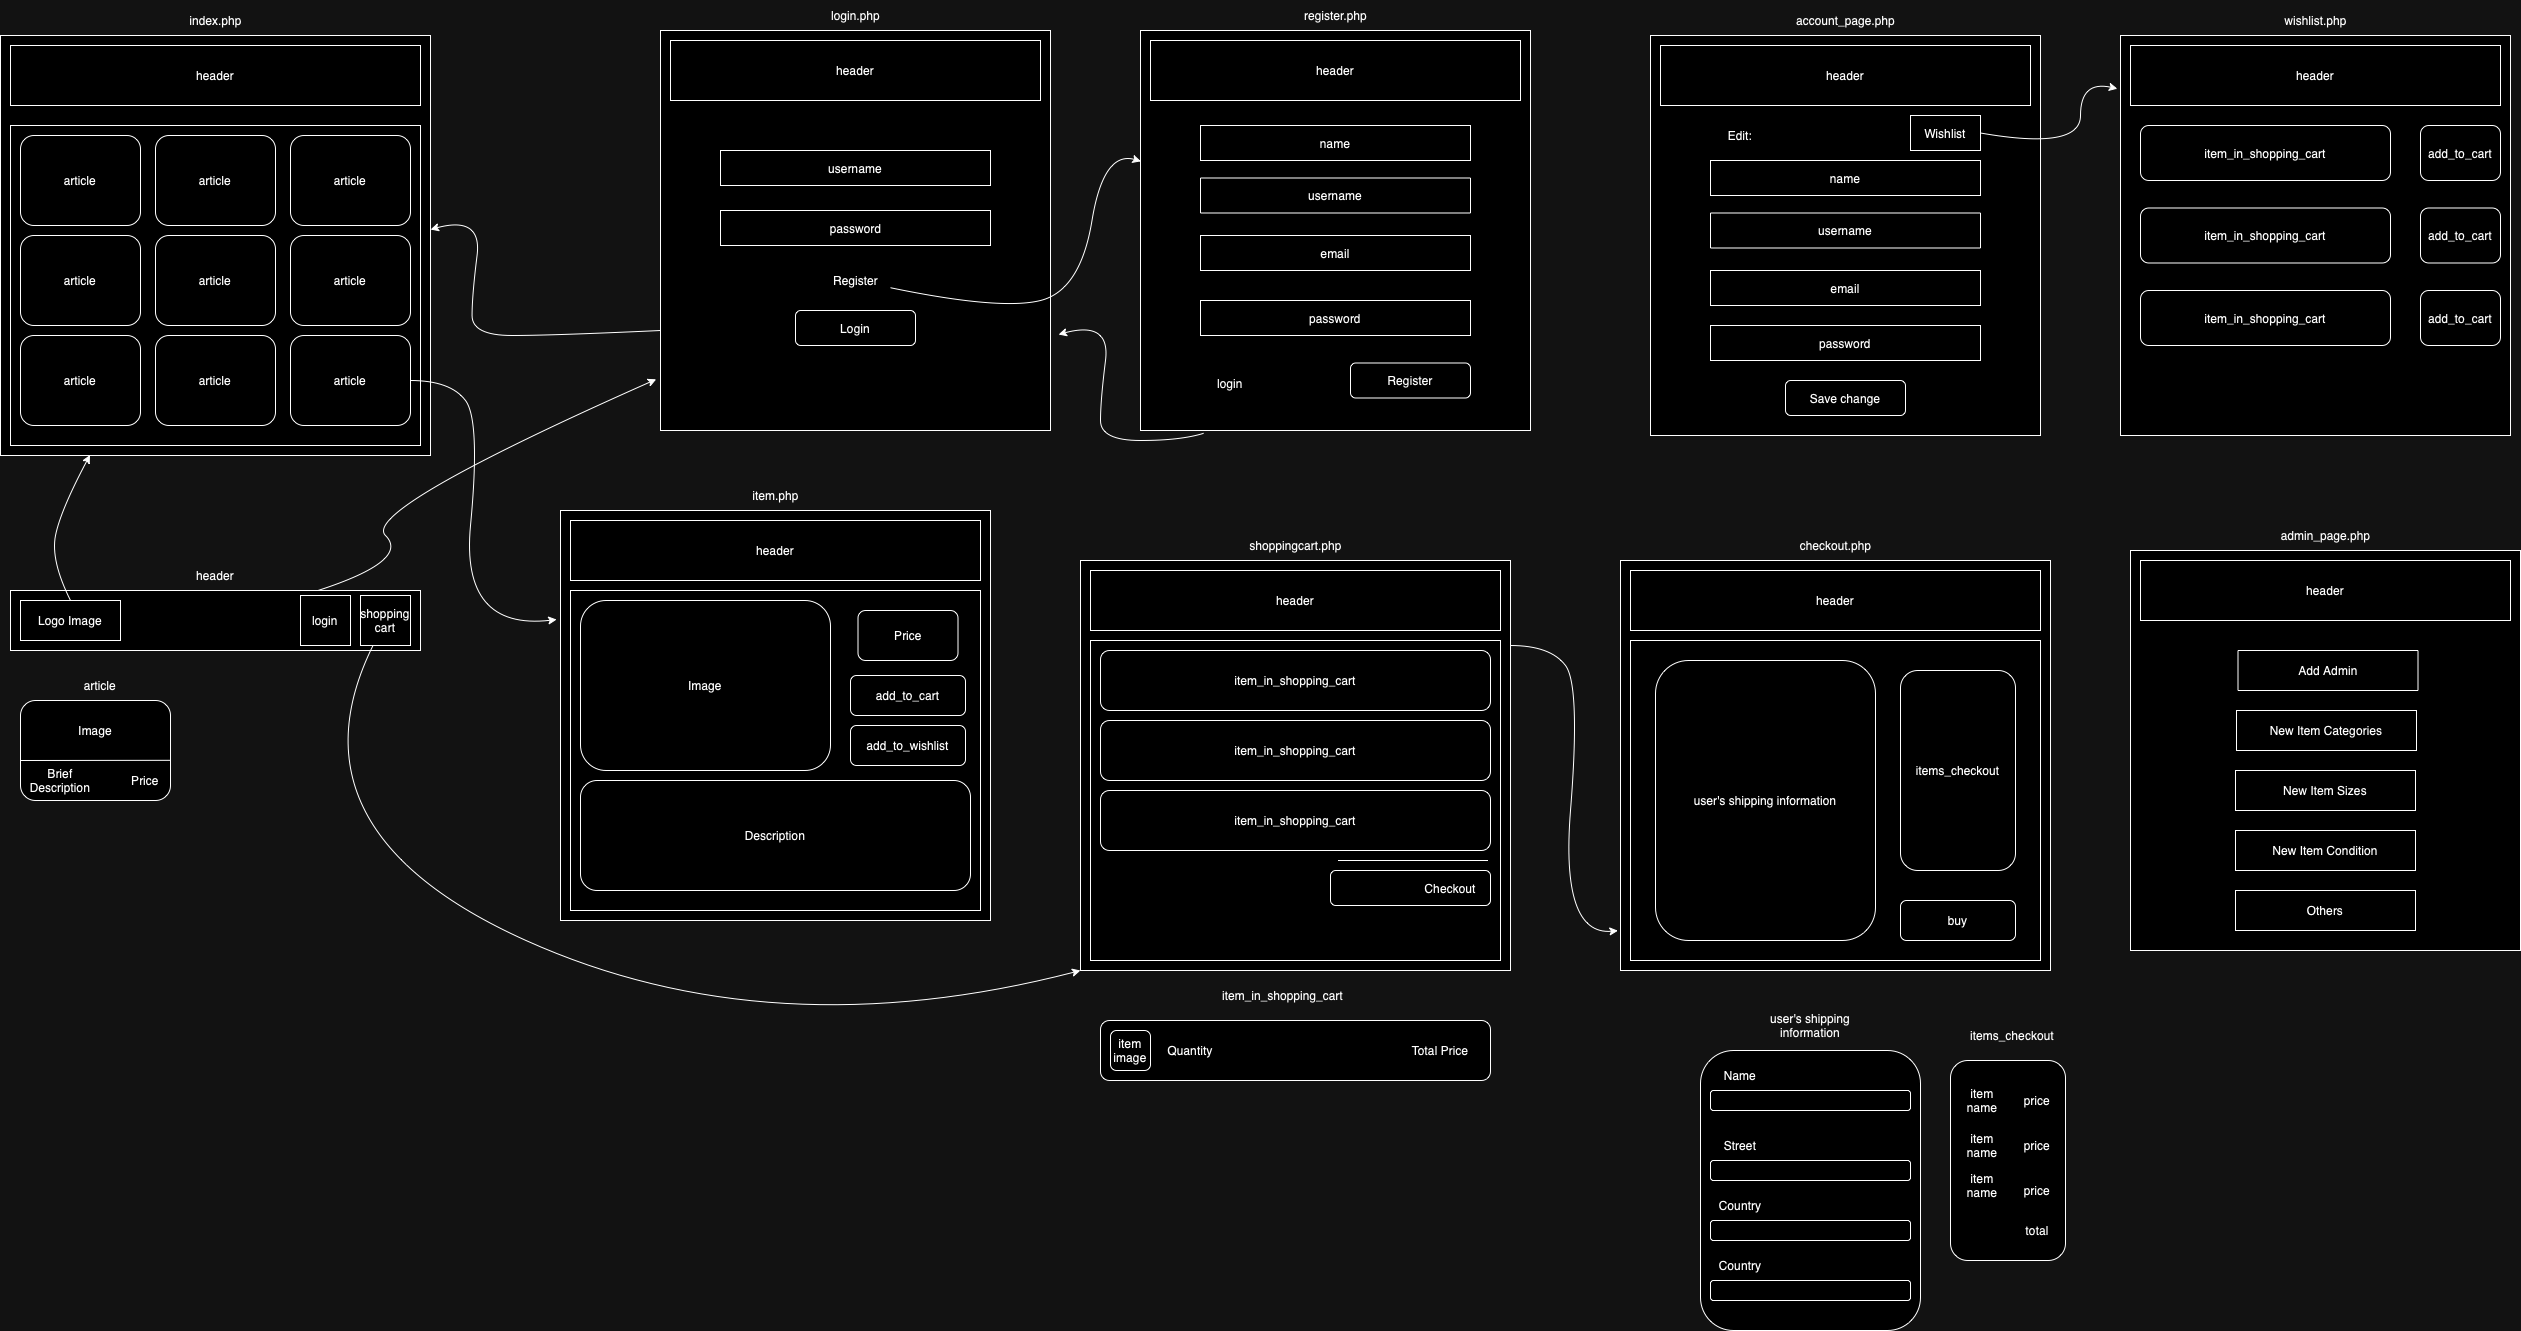 index.php
header
article
article
article
article
article
article
article
article
article
login.php
header
username
password
Register
Login
register.php
header
name
username
email
password
login
Register
account_page.php
header
Edit:
Wishlist
name
username
email
password
Save change
wishlist.php
header
item_in_shopping_cart
add_to_cart
item_in_shopping_cart
add_to_cart
item_in_shopping_cart
add_to_cart
header
Logo Image
login
shopping
cart
article
Image
Brief
Description
Price
item.php
header
Image
Price
add_to_cart
add_to_wishlist
Description
shoppingcart.php
header
item_in_shopping_cart
item_in_shopping_cart
item_in_shopping_cart
Checkout
item_in_shopping_cart
item
image
Quantity
Total Price
checkout.php
header
user's shipping information
items_checkout
buy
user's shipping
information
Name
Street
Country
Country
items_checkout
item
name
price
item
name
price
item
name
price
total
admin_page.php
header
Add Admin
New Item Categories
New Item Sizes
New Item Condition
Others